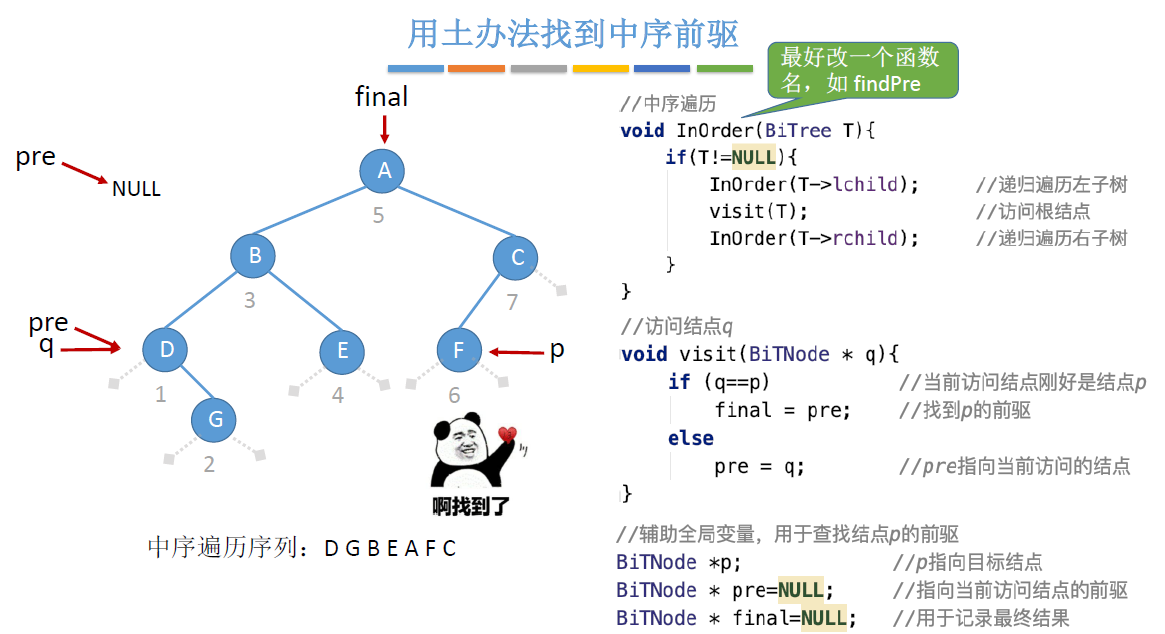 用土办法找到中序前驱
最好改一个函数
名，如 findPre
final
pre
NULL
A
5
B
3
C
7
pre
q
D
1
E
4
F
6
p
G
2
啊找到了
中序遍历序列：D G B E A F C
//中序遍历
void InOrder(BiTree T){
if(T!=NULL){
InOrder(T->lchild); //递归遍历左子树
visit(T); //访问根结点
InOrder(T->rchild); //递归遍历右子树
}
}
//访问结点q
void visit(BiTNode * q){
if (q==p) //当前访问结点刚好是结点p
final = pre; //找到p的前驱
else
pre = q; //pre指向当前访问的结点
}
//辅助全局变量，用于查找结点p的前驱
BiTNode *p; //p指向目标结点
BiTNode * pre=NULL; //指向当前访问结点的前驱
BiTNode * final=NULL; //用于记录最终结果